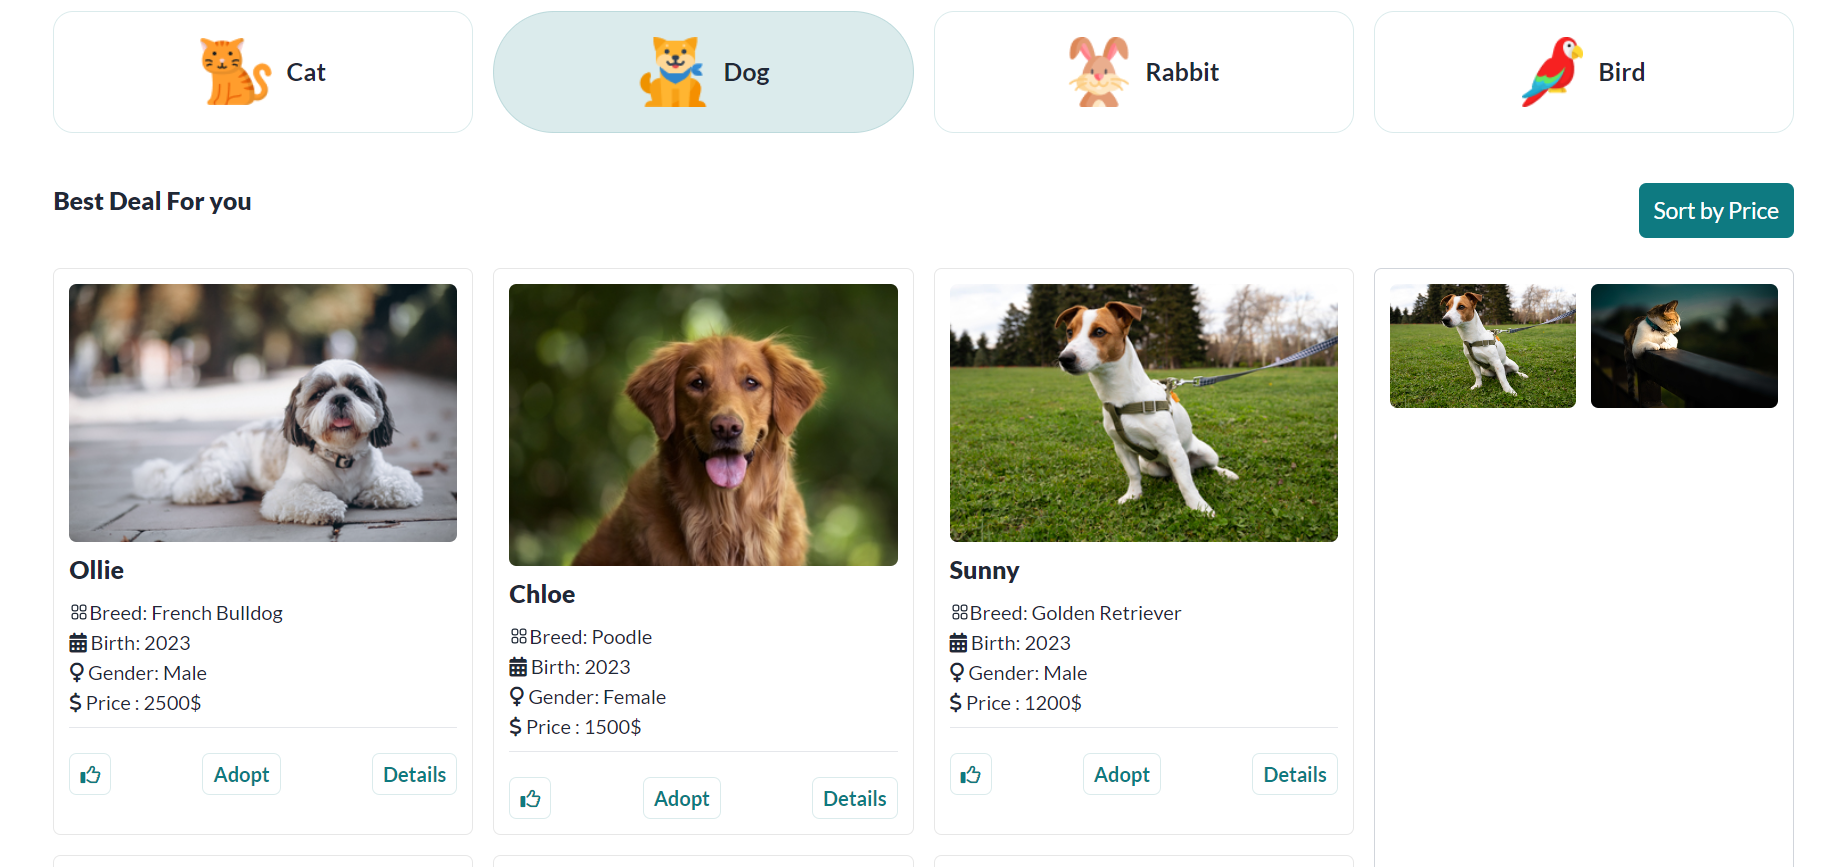 Cat
Dog
Rabbit
Bird
Best Deal For you
Sort by Price
Ollie
Breed: French Bulldog
Birth: 2023
Gender: Male
$ Price : 2500$
Adopt
Details
Chloe
Breed: Poodle
Birth: 2023
Gender: Female
$ Price : 1500$
Adopt
Details
Sunny
Breed: Golden Retriever
Birth: 2023
Gender: Male
$ Price : 1200$
Adopt
Details